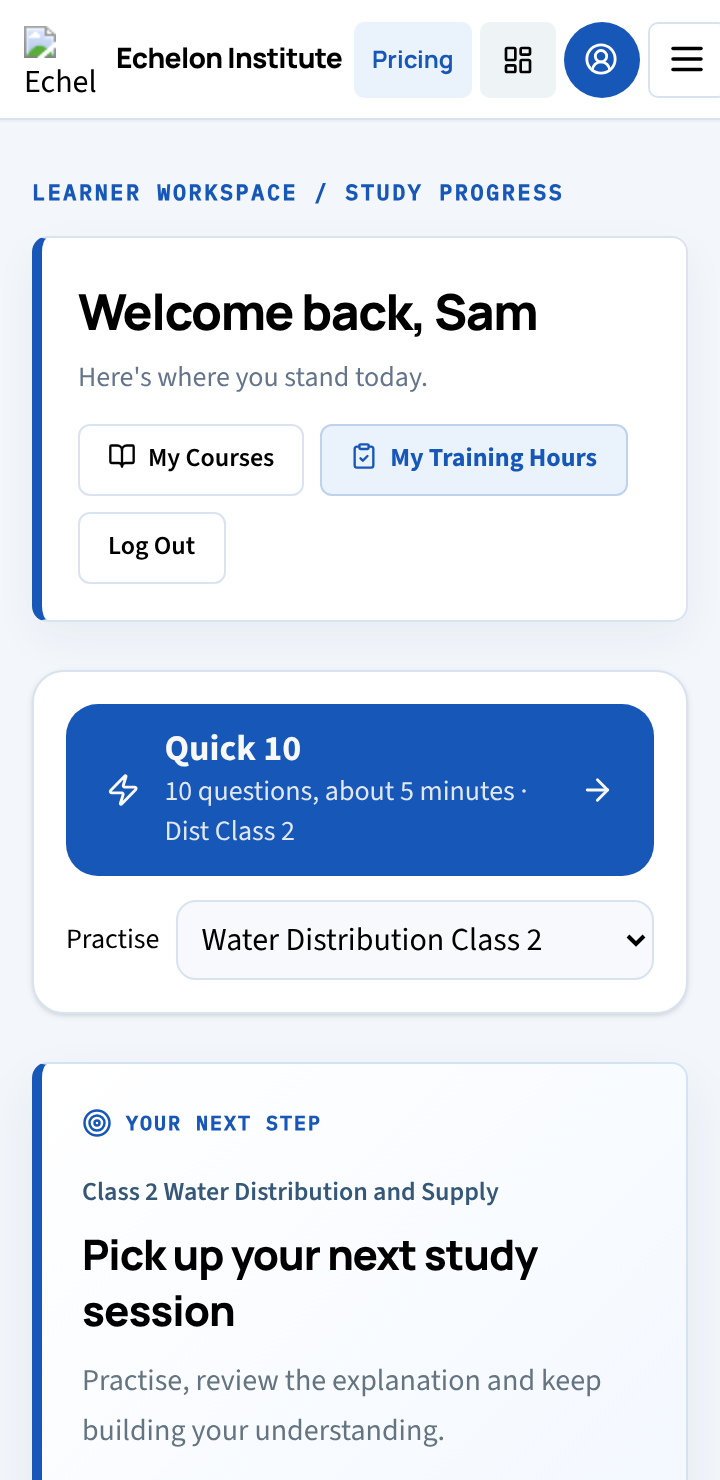 Echel
Echelon Institute
Pricing
LEARNER WORKSPACE / STUDY PROGRESS
Welcome back, Sam
Here's where you stand today.
My Courses
My Training Hours
Log Out
Quick 10
10 questions, about 5 minutes ·
Dist Class 2
Practise
Water Distribution Class 2
YOUR NEXT STEP
Class 2 Water Distribution and Supply
Pick up your next study
session
Practise, review the explanation and keep
building your understanding.